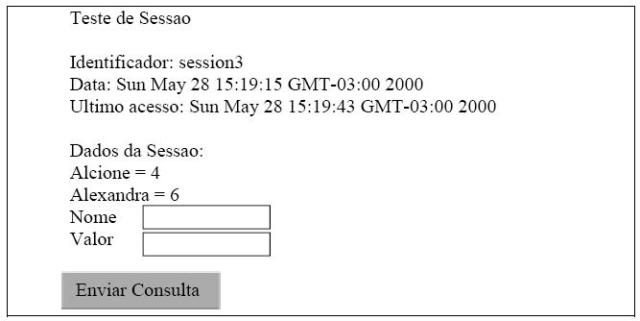 Teste de Sessao
Identificador: session3
Data: Sun May 28 15:19:15 GMT-03:00 2000
Ultimo acesso: Sun May 28 15:19:43 GMT-03:00 2000
Dados da Sessao:
Alcione = 4
Alexandra = 6
Nome
Valor
Enviar Consulta